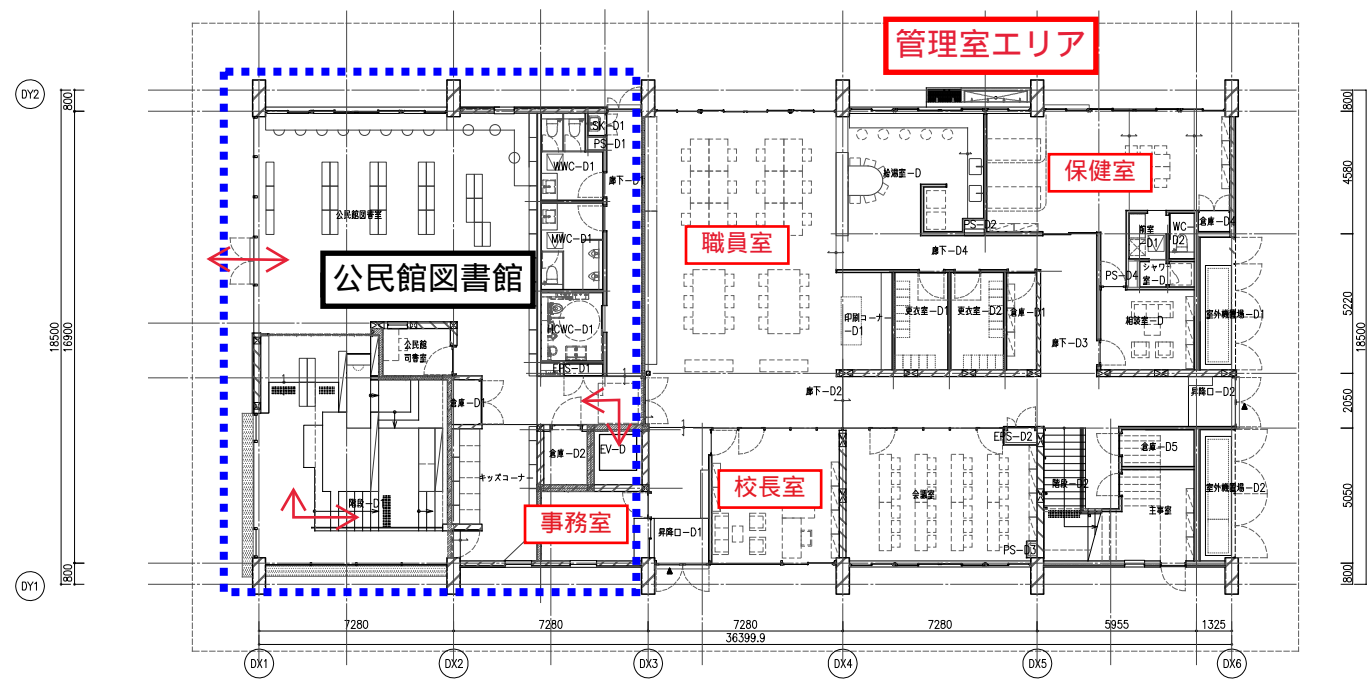 管理室エリア
DY2
800
800
SK-D1
PS-D1
WWC-D1
廊下-D1
給湯室-D
保健室
4580
公民館図書室
職員室
PS-D2
倉庫-D4
前室
-D1
WC-
D2
廊下-D4
MWC-D1
公民館図書館
PS-D4
シャワー
室-D
5220
HCWC-D1
印刷コーナー
-D1
更衣室-D1
更衣室-D2
倉庫-D1
相談室-D
室外機置場-D1
18500
16900
公民館
司書室
廊下-D3
18500
EPS-D1
倉庫-D1
廊下-D2
昇降口-D2
2050
EPS-D2
倉庫-D2
EV-D
倉庫-D5
キッズコーナー
校長室
会議室
階段-D2
室外機置場-D2
階段-D1
事務室
主事室
5050
昇降口-D1
PS-D3
DY1
800
800
7280
7280
7280
7280
5955
1325
36399.9
DX1
DX2
DX3
DX4
DX5
DX6